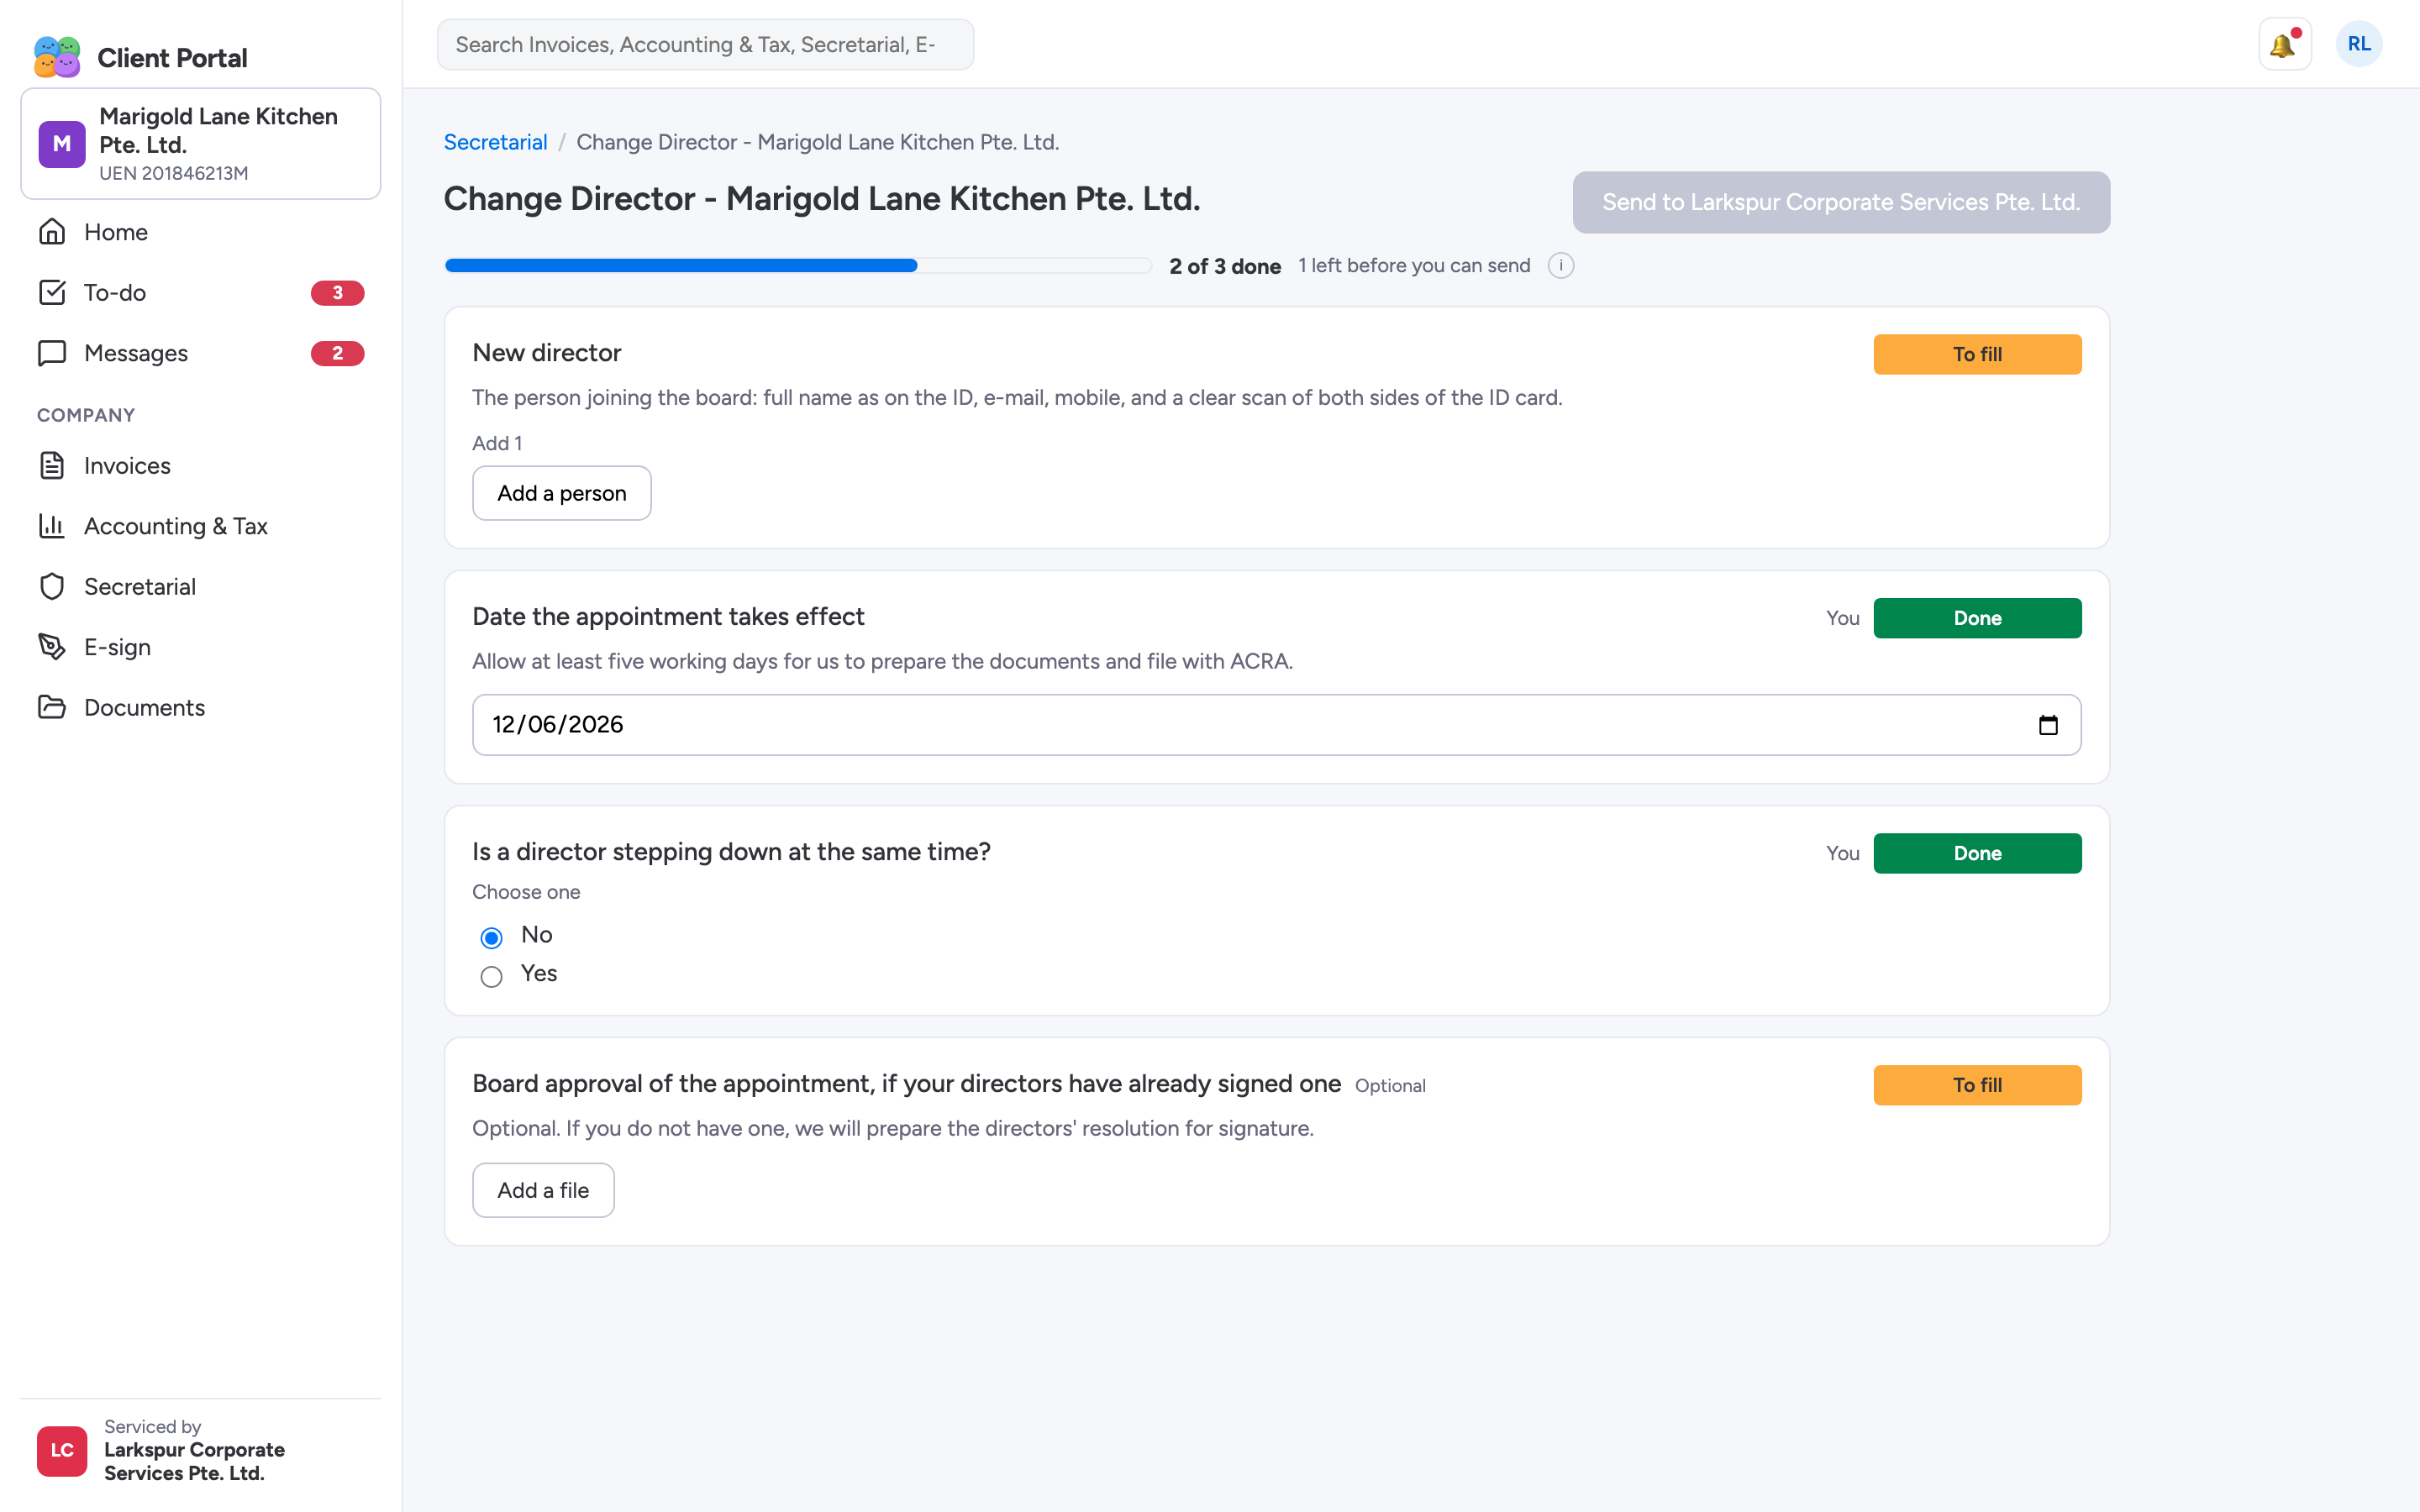 Client Portal
M
Marigold Lane Kitchen
Pte. Ltd.
UEN 201846213M
Home
To-do
3
Messages
2
COMPANY
Invoices
Accounting & Tax
Secretarial
E-sign
Documents
Serviced by
LC
Larkspur Corporate
Services Pte. Ltd.
Search Invoices, Accounting & Tax, Secretarial, E-
RL
Secretarial / Change Director - Marigold Lane Kitchen Pte. Ltd.
Change Director - Marigold Lane Kitchen Pte. Ltd.
Send to Larkspur Corporate Services Pte. Ltd.
2 of 3 done 1 left before you can send i
New director
To fill
The person joining the board: full name as on the ID, e-mail, mobile, and a clear scan of both sides of the ID card.
Add 1
Add a person
Date the appointment takes effect
You Done
Allow at least five working days for us to prepare the documents and file with ACRA.
12/06/2026
Is a director stepping down at the same time?
You Done
Choose one
No
Yes
Board approval of the appointment, if your directors have already signed one Optional
To fill
Optional. If you do not have one, we will prepare the directors' resolution for signature.
Add a file